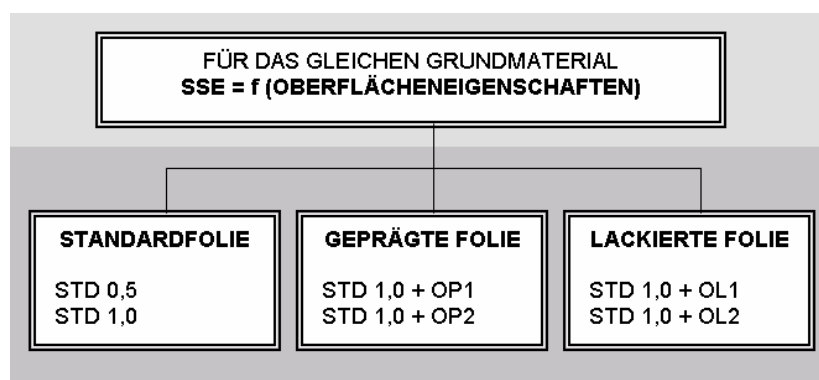 FÜR DAS GLEICHEN GRUNDMATERIAL
SSE = f (OBERFLÄCHENEIGENSCHAFTEN)
STANDARDFOLIE
STD 0,5
STD 1,0
GEPRÄGTE FOLIE
STD 1,0 + OP1
STD 1,0 + OP2
LACKIERTE FOLIE
STD 1,0 + OL1
STD 1,0 + OL2